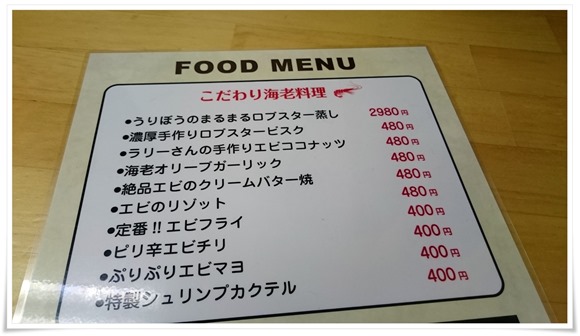 FOOD MENU
こだわり海老料理
●うりぼうのまるまるロブスター蒸し 2980円
●濃厚手作りロブスタービスク 480円
●ラリーさんの手作りエビココナッツ 480円
●海老オリーブガーリック 480円
●絶品エビのクリームバター焼 480円
●エビのリゾット 480円
●定番!!エビフライ 400円
●ピリ辛エビチリ 400円
●ぷりぷりエビマヨ 400円
●特製シュリンプカクテル 400円